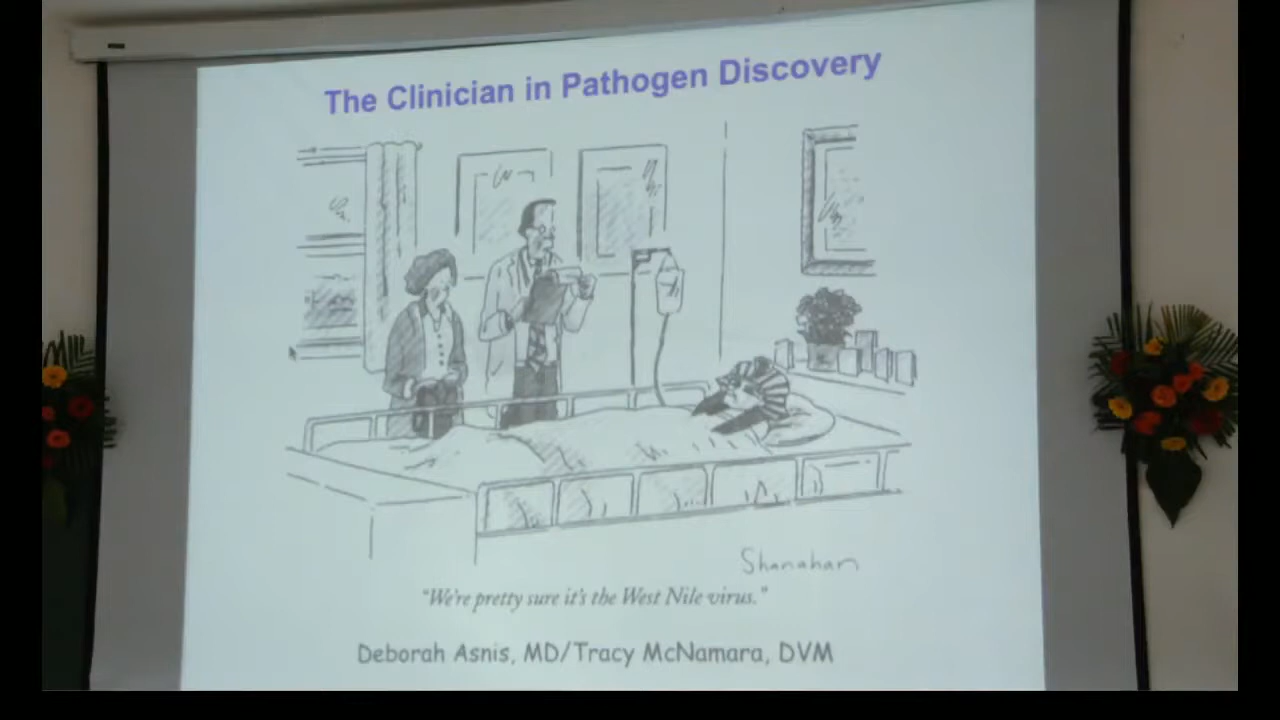 The Clinician in Pathogen Discovery
Shanahan
"We're pretty sure it's the West Nile virus."
Deborah Asnis, MD/Tracy McNamara, DVM